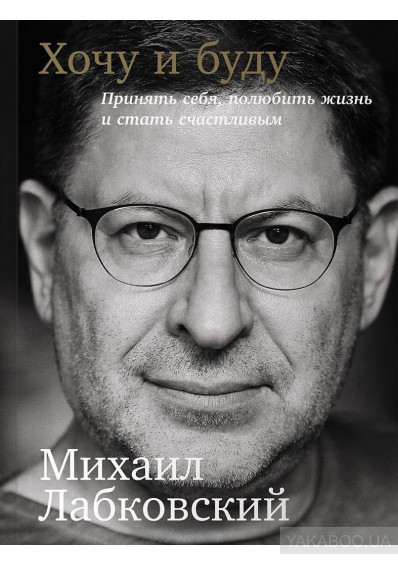 Хочу и буду
Принять себя, полюбить жизнь
и стать счастливым
Михаил
Лабковский
YAKABOO.UA